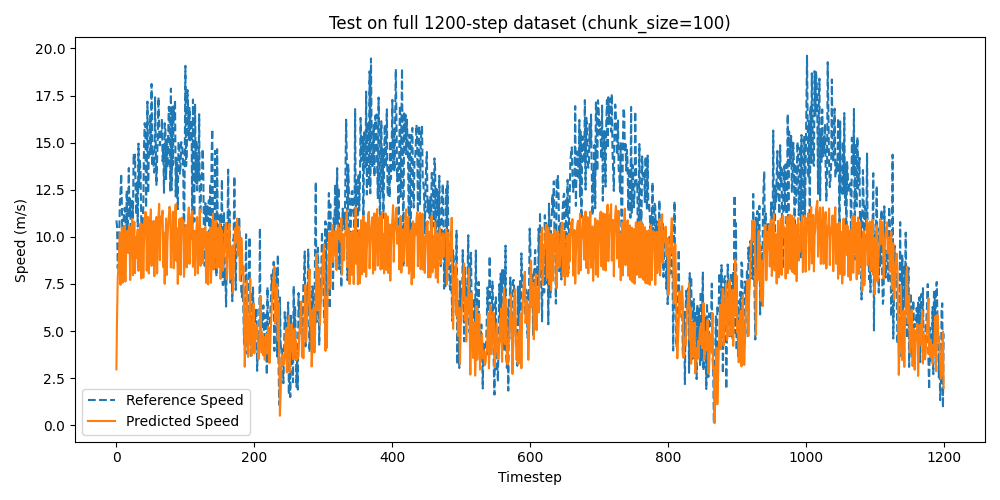 Test on full 1200-step dataset (chunk_size=100)
Speed (m/s)
20.0
17.5
15.0
12.5
10.0
7.5
5.0
2.5
0.0
Reference Speed
Predicted Speed
0 200 400 600 800 1000 1200
Timestep